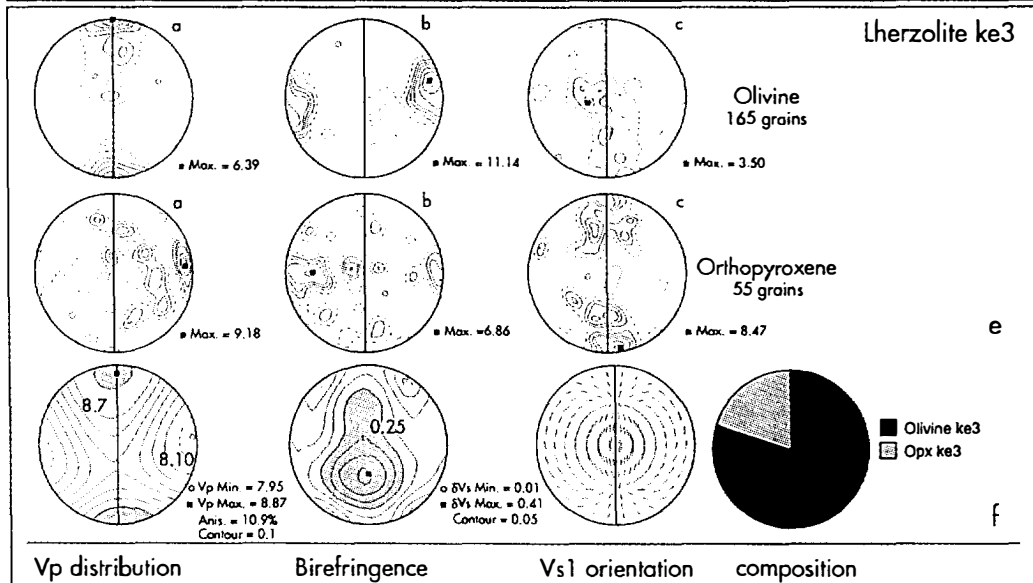 Lherzolite ke3
a
b
c
Olivine
165 grains
Max. = 6.39
Max. = 11.14
Max. = 3.50
a
b
c
Orthopyroxene
55 grains
Max. = 9.18
Max. =6.86
Max. = 8.47
e
8.7
8.10
0.25
Olivine ke3
Opx ke3
Vp Min. = 7.95
Vp Max. = 8.87
Anis. = 10.9%
Contour = 0.1
δVs Min. = 0.01
δVs Max. = 0.41
Contour = 0.05
f
Vp distribution
Birefringence
Vs1 orientation
composition